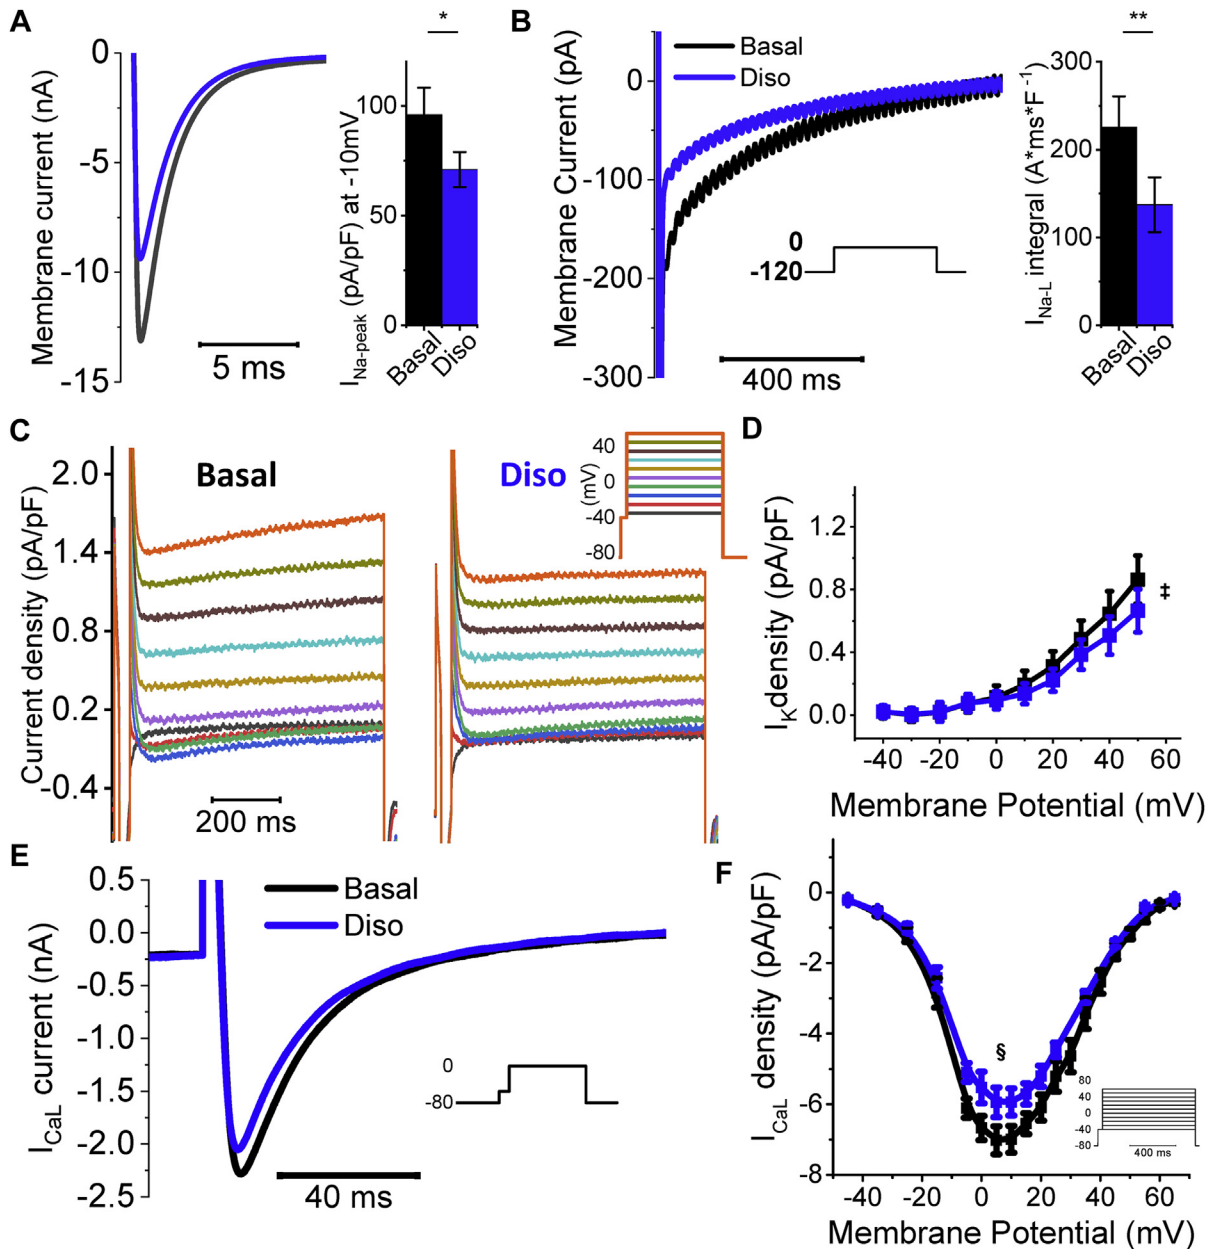 A
0
-5
-10
-15
Membrane current (nA)
5 ms
*
100
50
0
I_Na-peak (pA/pF) at -10mV
Basal
Diso
B
Basal
Diso
0
-100
-200
-300
Membrane Current (pA)
0
-120
400 ms
**
300
200
100
0
I_Na-L integral (A*ms*F^-1)
Basal
Diso
C
Basal
Diso
2.0
1.4
0.8
0.2
-0.4
Current density (pA/pF)
200 ms
40
0
-40
-80
(mV)
D
1.2
0.8
0.4
0.0
I_K density (pA/pF)
‡
-40 -20 0 20 40 60
Membrane Potential (mV)
E
Basal
Diso
0.5
0.0
-0.5
-1.0
-1.5
-2.0
-2.5
I_CaL current (nA)
0
-80
40 ms
F
0
-2
-4
-6
-8
I_CaL density (pA/pF)
§
80
40
0
-40
-80
400 ms
-40 -20 0 20 40 60
Membrane Potential (mV)